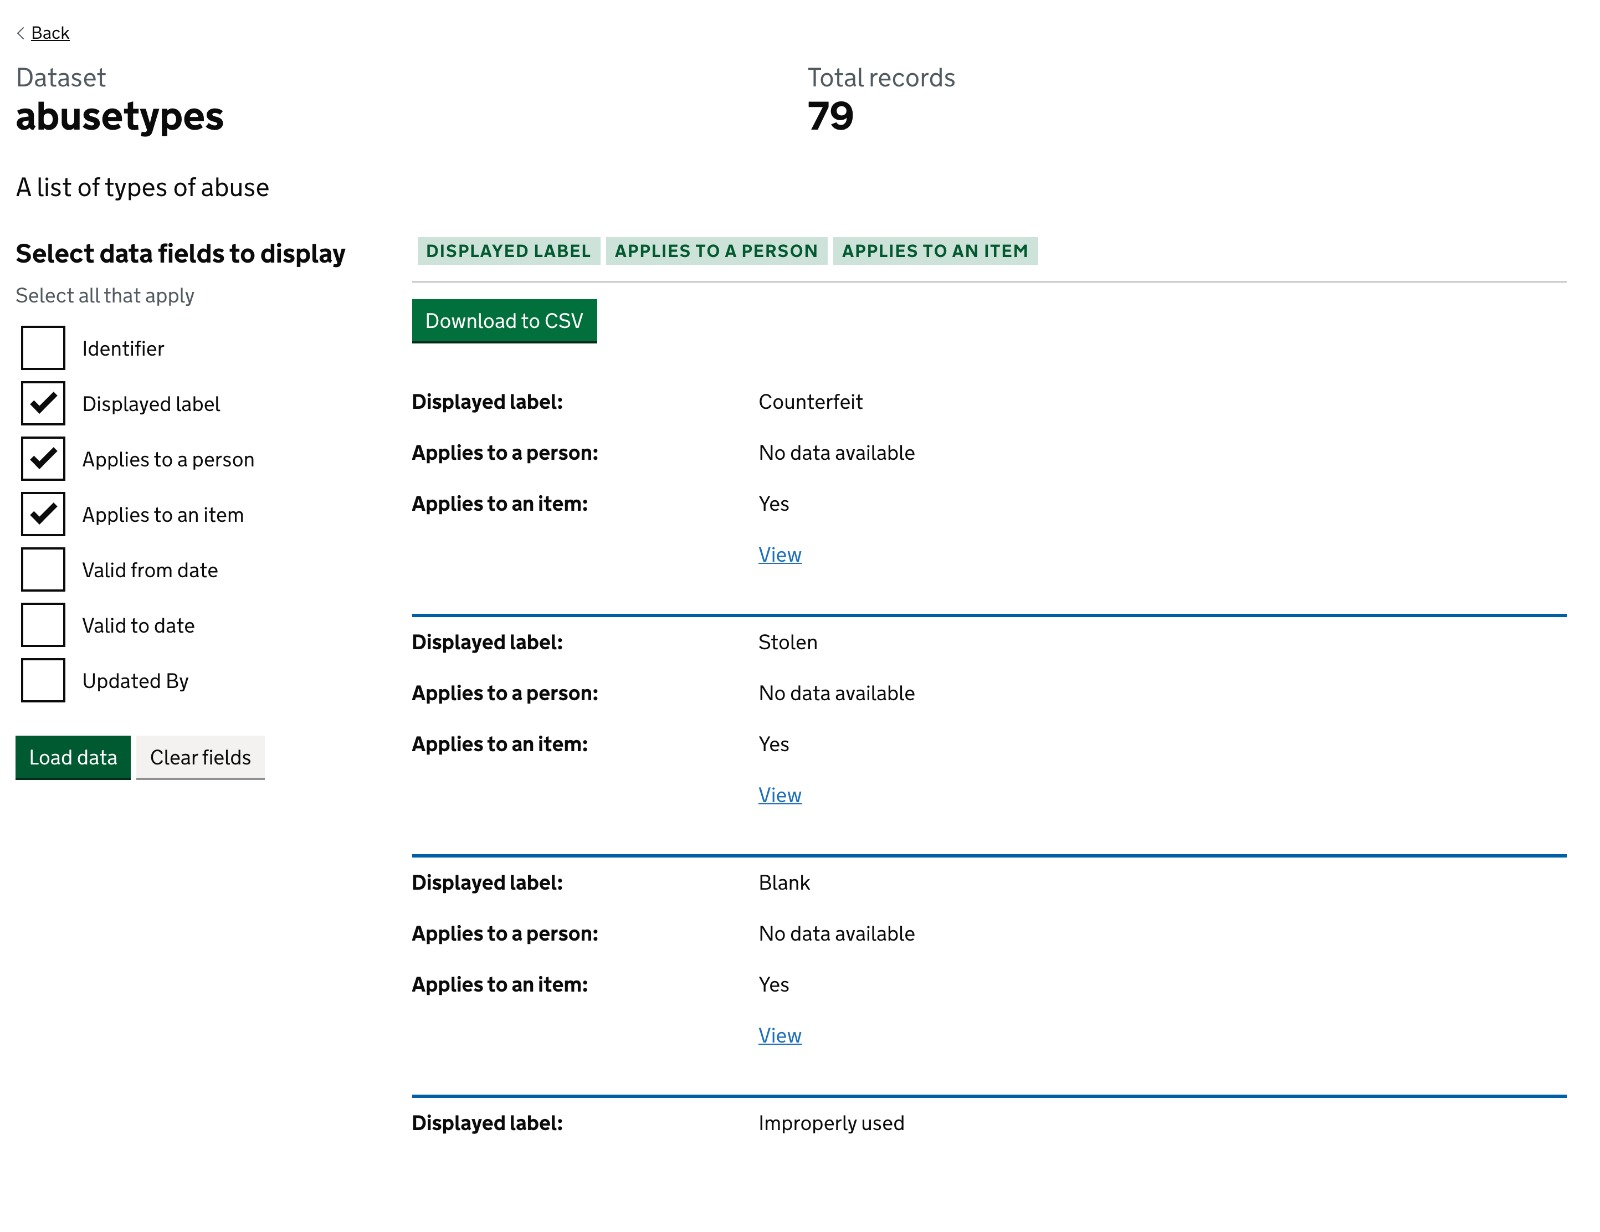 Back
Dataset
abusetypes
Total records
79
A list of types of abuse
Select data fields to display
Select all that apply
Identifier
Displayed label
Applies to a person
Applies to an item
Valid from date
Valid to date
Updated By
Load data
Clear fields
DISPLAYED LABEL APPLIES TO A PERSON APPLIES TO AN ITEM
Download to CSV
Displayed label: Counterfeit
Applies to a person: No data available
Applies to an item: Yes
View
Displayed label: Stolen
Applies to a person: No data available
Applies to an item: Yes
View
Displayed label: Blank
Applies to a person: No data available
Applies to an item: Yes
View
Displayed label: Improperly used